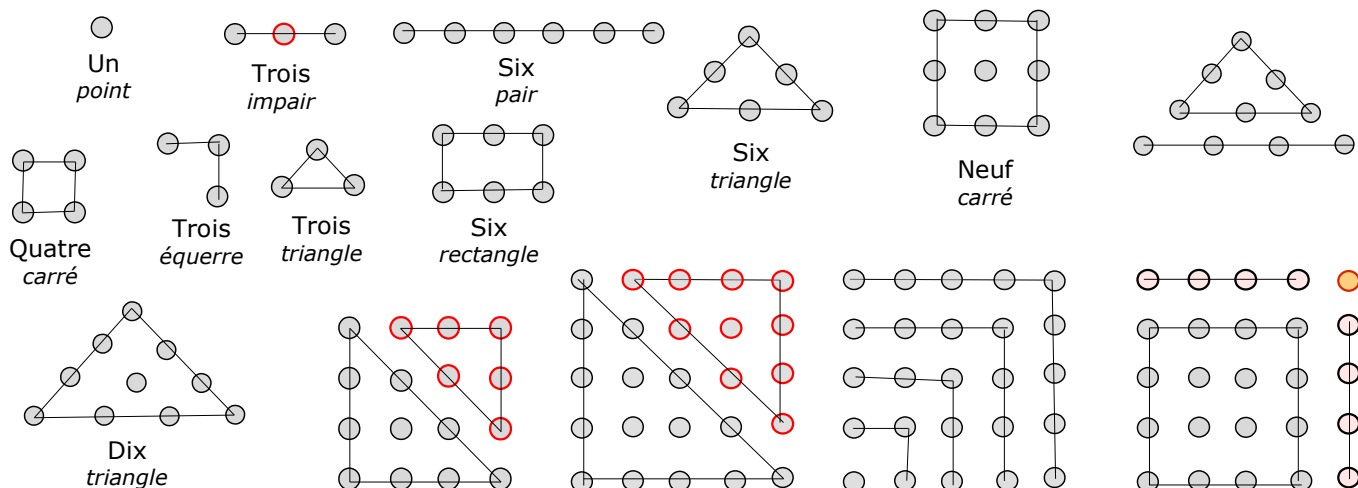 Un
point
Trois
impair
Six
pair
Six
triangle
Neuf
carré
Quatre
carré
Trois
équerre
Trois
triangle
Six
rectangle
Dix
triangle